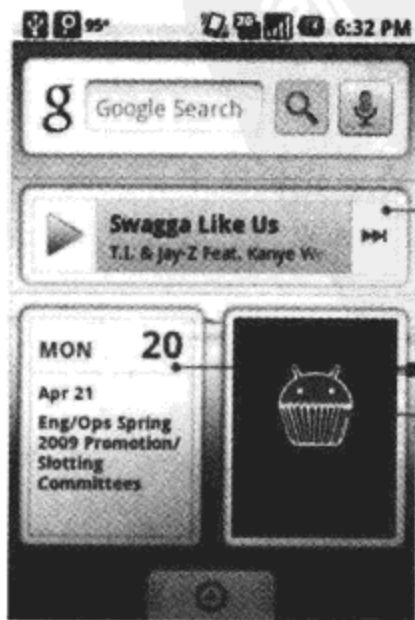 95° 6:32 PM
g Google Search
Swagga Like Us
T.I. & Jay-Z Feat. Kanye
MON 20
Apr 21
Eng/Ops Spring
2009 Promotion/
Slotting
Committees